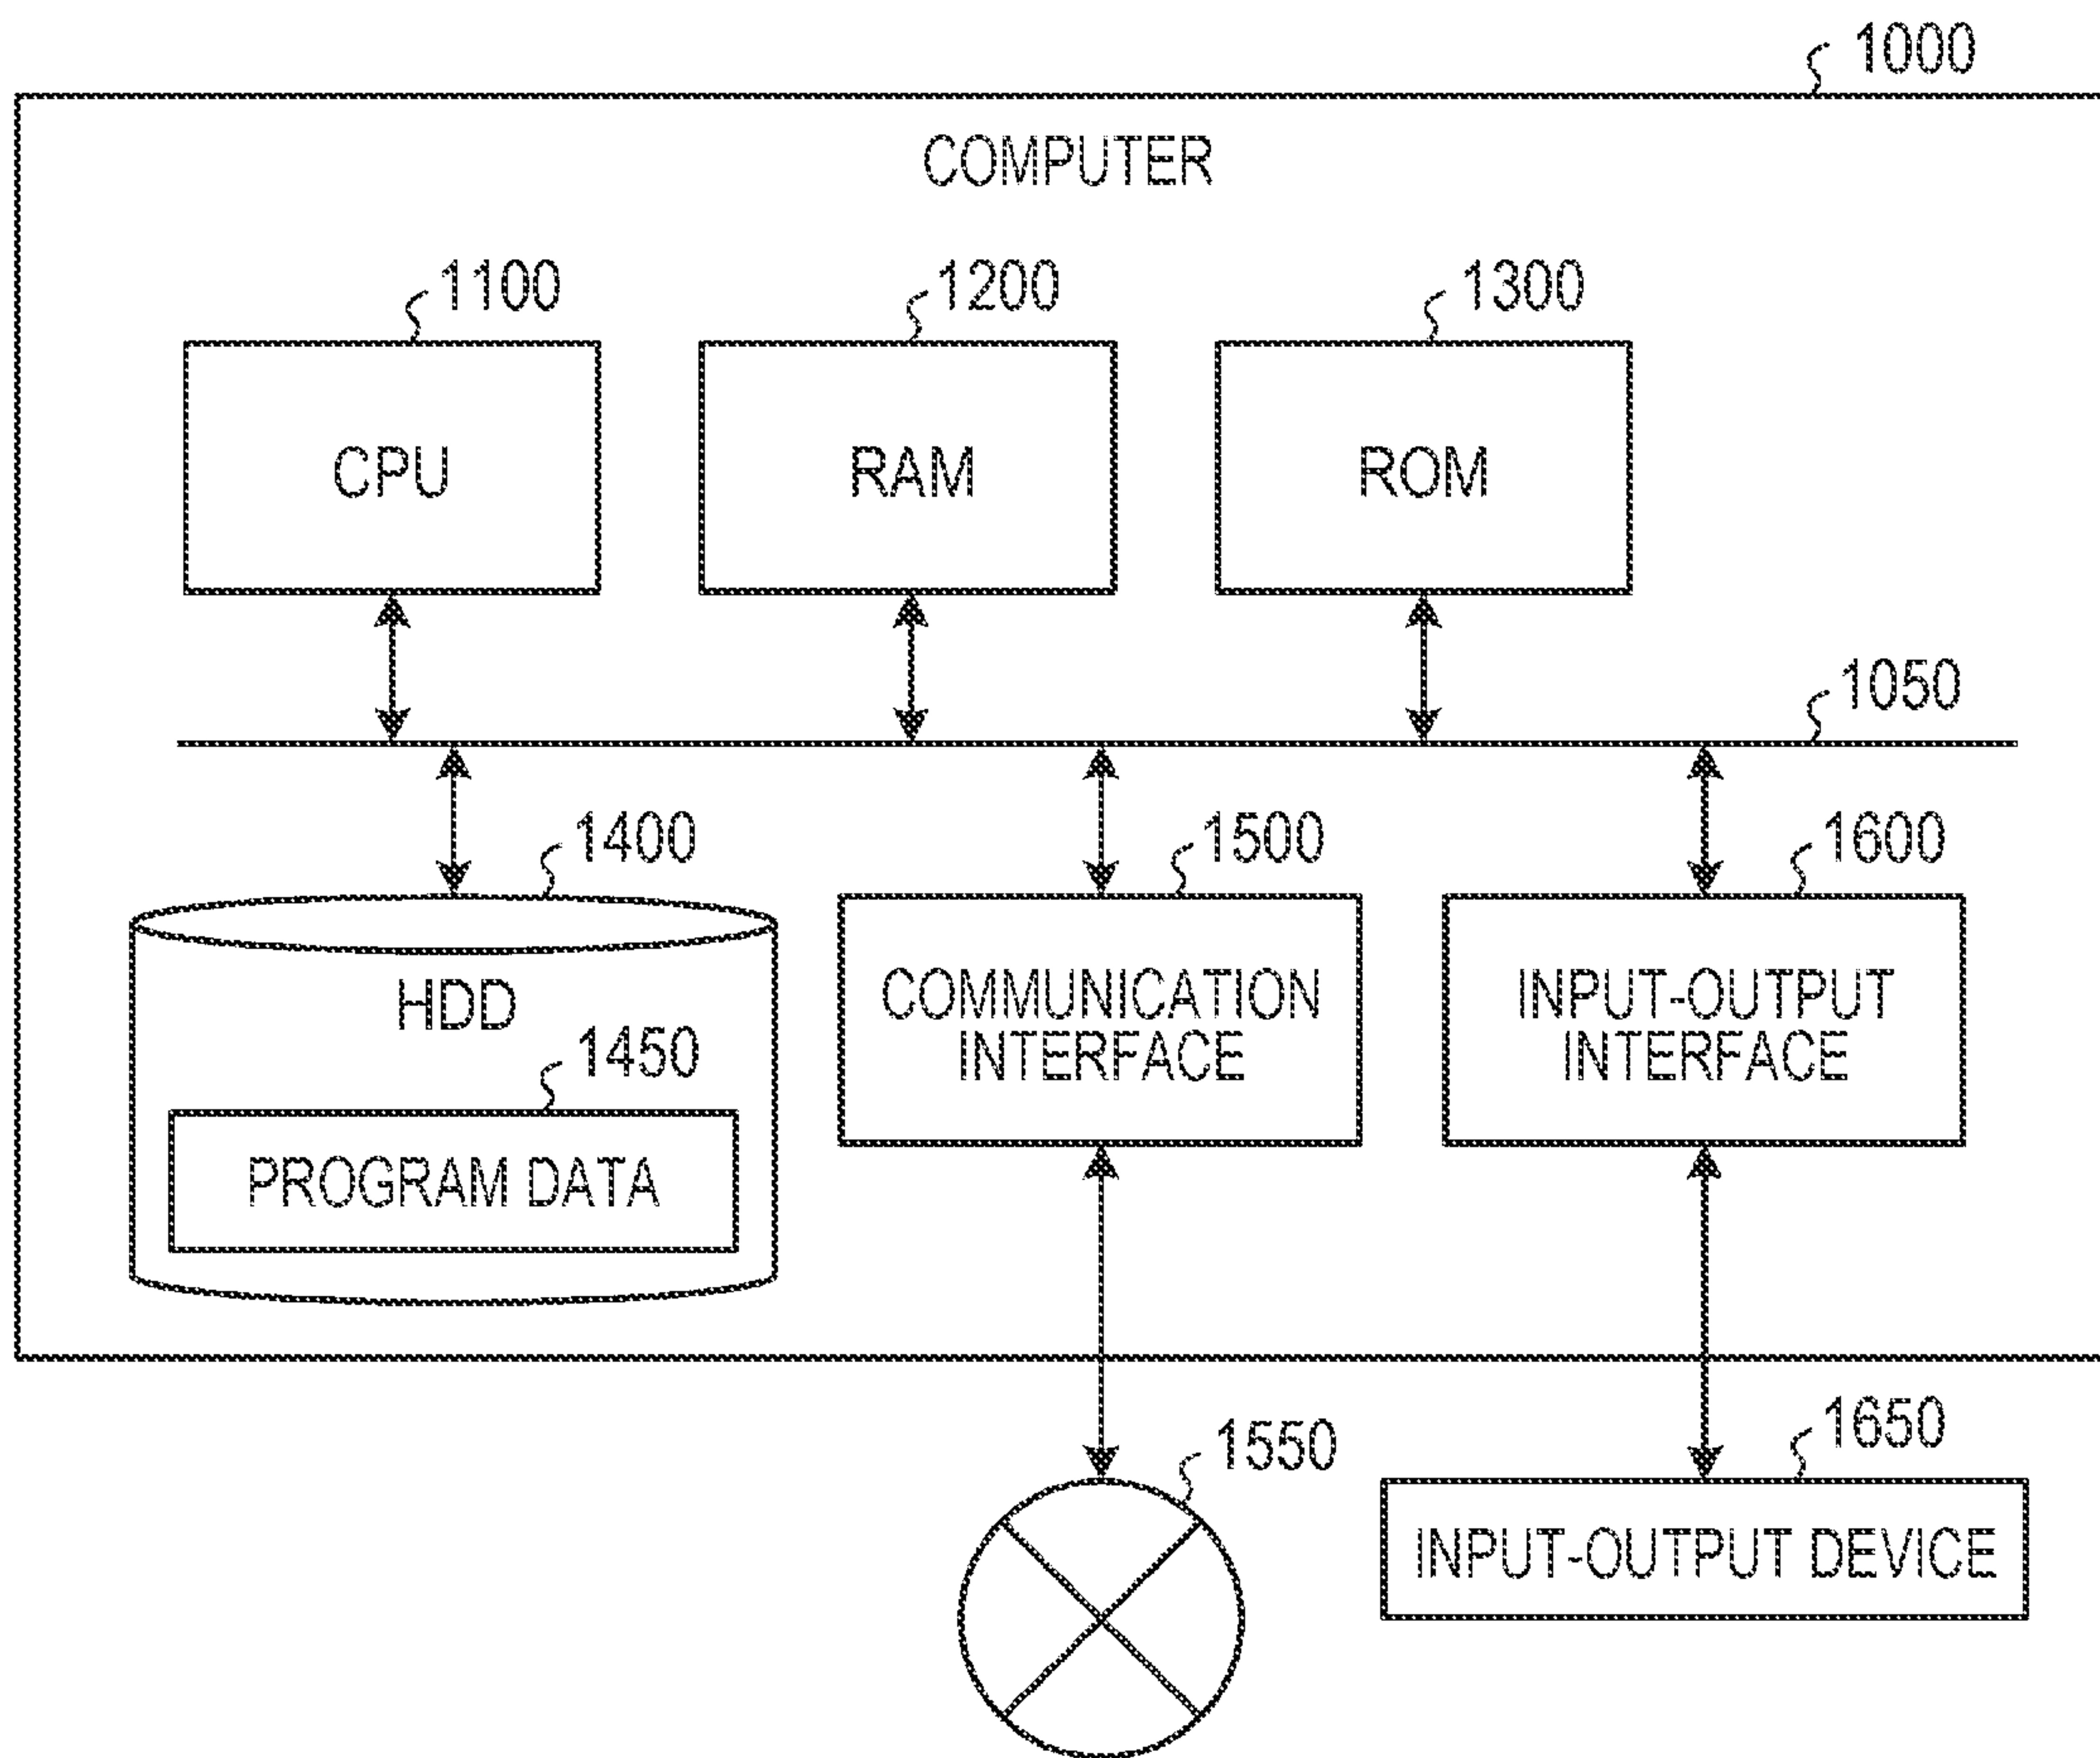 1000
COMPUTER
1100
1200
1300
CPU
RAM
ROM
1050
1400
1500
1600
HDD
COMMUNICATION
INTERFACE
INPUT-OUTPUT
INTERFACE
1450
PROGRAM DATA
1550
1650
INPUT-OUTPUT DEVICE